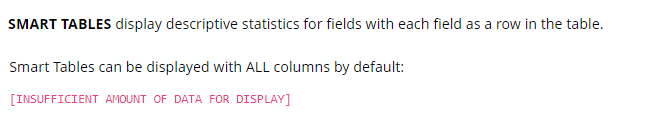 SMART TABLES display descriptive statistics for fields with each field as a row in the table.
Smart Tables can be displayed with ALL columns by default:
[INSUFFICIENT AMOUNT OF DATA FOR DISPLAY]